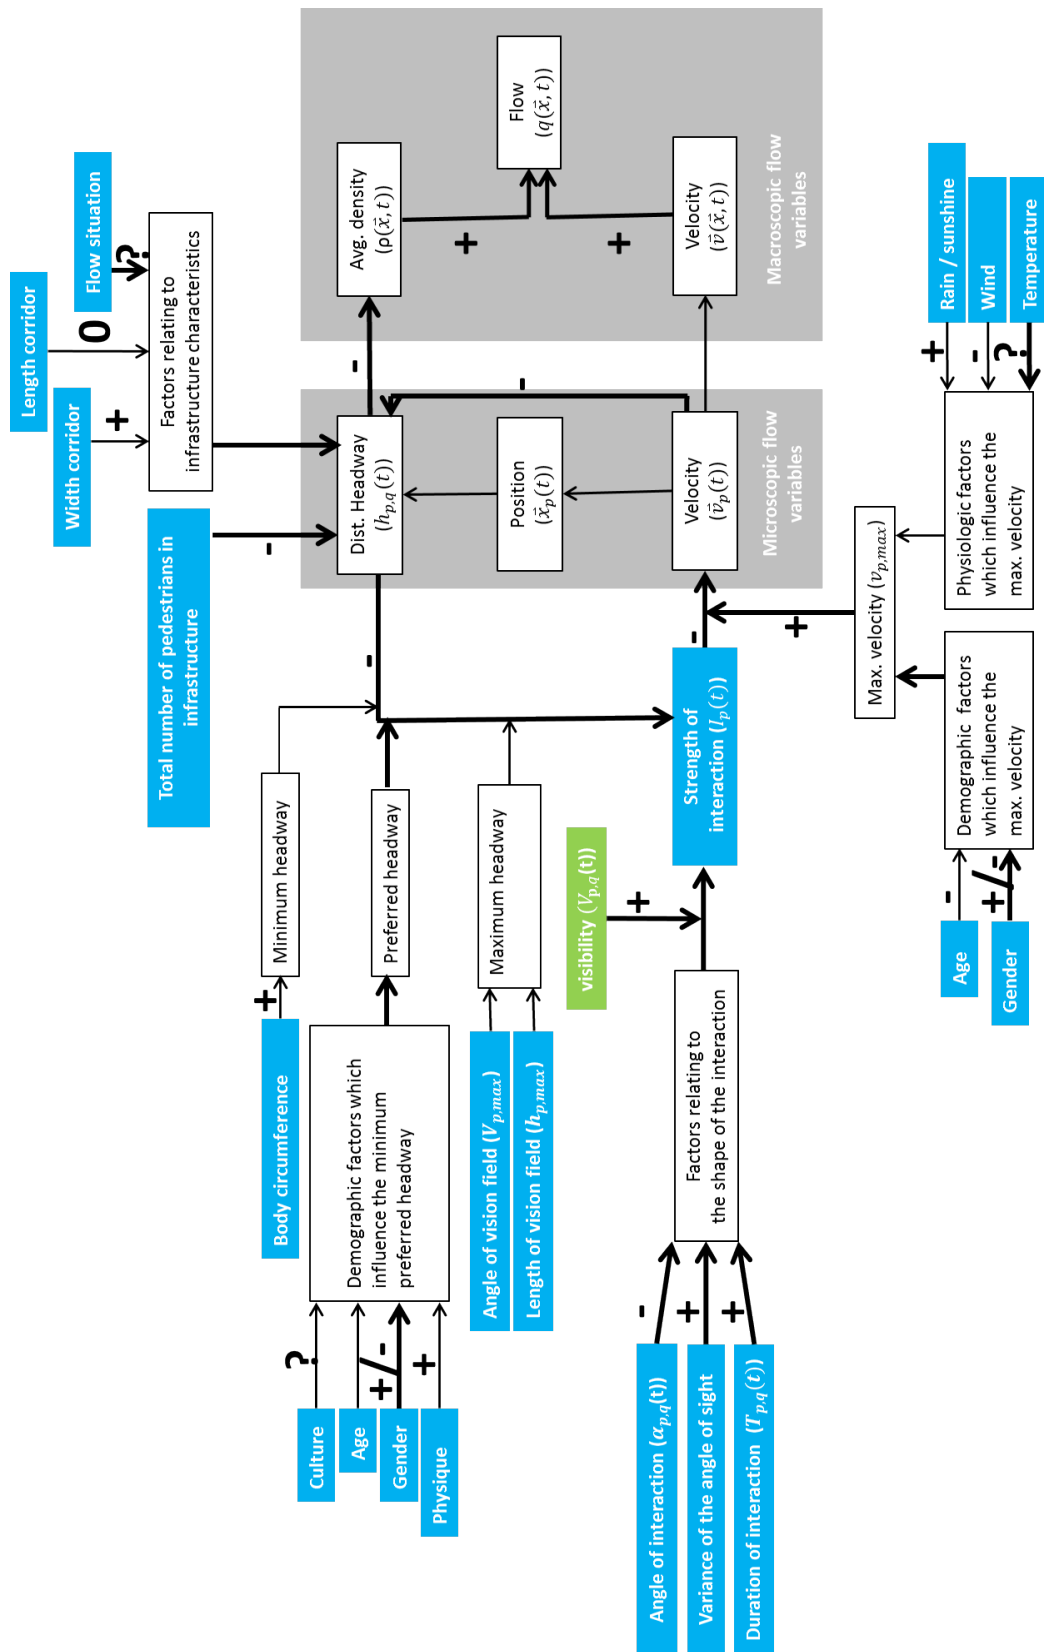 Length corridor
Width corridor
Flow situation
+
0
?
Factors relating to
infrastructure characteristics
Total number of pedestrians in
infrastructure
-
Body circumference
+
Minimum headway
Culture
Age
Gender
Physique
?
+/-
+
Demographic factors which
influence the minimum
preferred headway
Preferred headway
Angle of vision field (V_{p,max})
Length of vision field (h_{p,max})
Maximum headway
-
Dist. Headway
(h_{p,q}(t))
Position
(x⃗_p(t))
Velocity
(v⃗_p(t))
-
Microscopic flow
variables
-
Avg. density
(ρ(x⃗, t))
+
Flow
(q(x⃗, t))
+
Velocity
(v⃗(x⃗, t))
Macroscopic flow
variables
visibility (V_{p,q}(t))
+
Angle of interaction (α_{p,q}(t))
Variance of the angle of sight
Duration of interaction (T_{p,q}(t))
-
+
+
Factors relating to
the shape of the interaction
Strength of
interaction (I_p(t))
-
+
Max. velocity (v_{p,max})
Age
Gender
-
+/-
Demographic factors
which influence the
max. velocity
Physiologic factors
which influence the
max. velocity
+
-
?
Rain / sunshine
Wind
Temperature